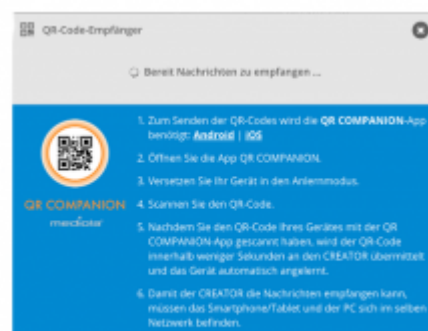 QR-Code-Empfänger
Bereit Nachrichten zu empfangen ...
1. Zum Senden der QR-Codes wird die QR COMPANION-App
benötigt: Android | iOS
2. Öffnen Sie die App QR COMPANION.
3. Versetzen Sie Ihr Gerät in den Anlernmodus.
4. Scannen Sie den QR-Code.
5. Nachdem Sie den QR-Code Ihres Gerätes mit der QR
COMPANION-App gescannt haben, wird der QR-Code
innerhalb weniger Sekunden an den CREATOR übermittelt
und das Gerät automatisch angelernt.
6. Damit der CREATOR die Nachrichten empfangen kann,
müssen das Smartphone/Tablet und der PC sich im selben
Netzwerk befinden.
QR COMPANION
mediola